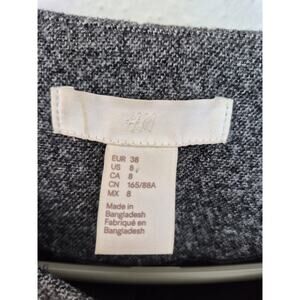 H&M
EUR 38
US 8
CA 8
CN 165/88A
MX 8
Made in
Bangladesh
Fabriqué en
Bangladesh